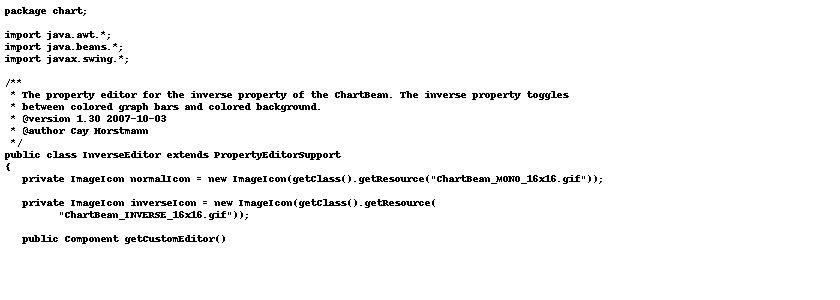 package chart;

import java.awt.*;
import java.beans.*;
import javax.swing.*;

/**
 * The property editor for the inverse property of the ChartBean. The inverse property toggles
 * between colored graph bars and colored background.
 * @version 1.30 2007-10-03
 * @author Cay Horstmann
 */
public class InverseEditor extends PropertyEditorSupport
{
   private ImageIcon normalIcon = new ImageIcon(getClass().getResource("ChartBean_MONO_16x16.gif"));

   private ImageIcon inverseIcon = new ImageIcon(getClass().getResource(
         "ChartBean_INVERSE_16x16.gif"));

   public Component getCustomEditor()